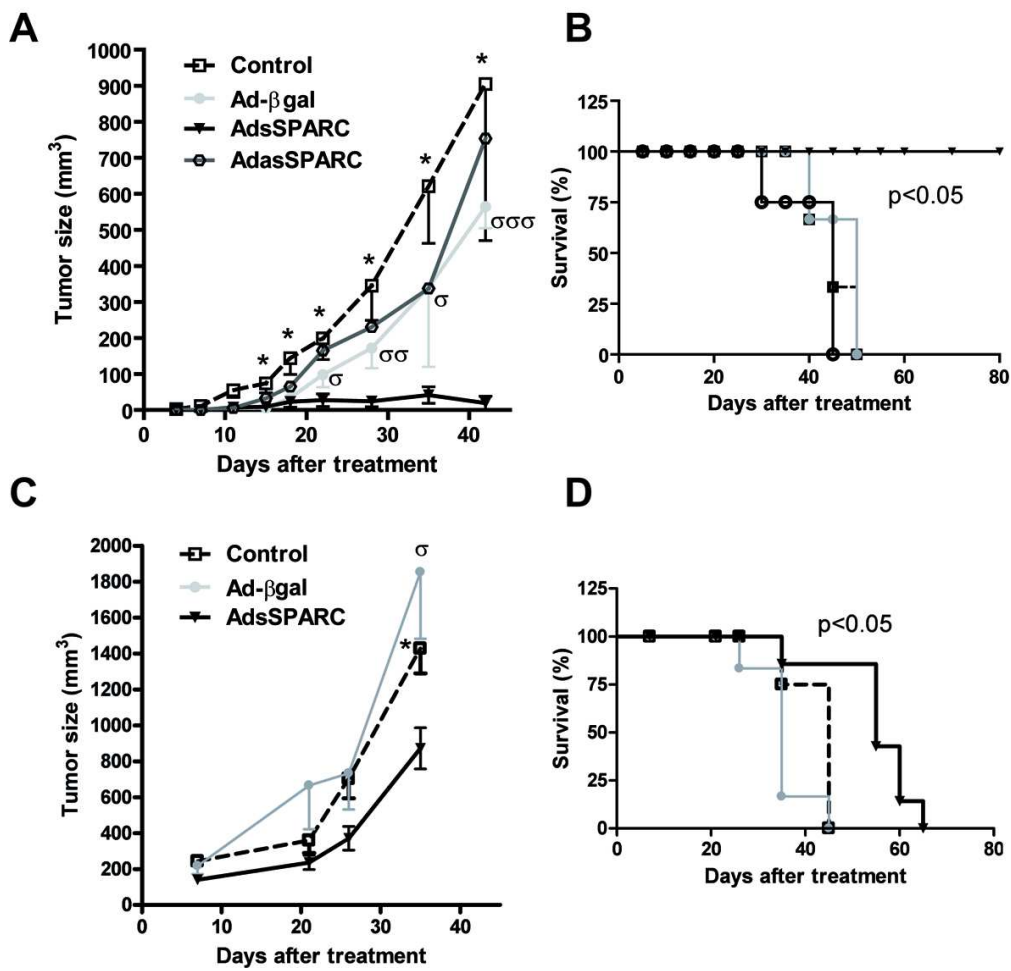 A
Tumor size (mm³)
1000
900
800
700
600
500
400
300
200
100
0
Control
Ad-βgal
AdsSPARC
AdasSPARC
* * * * * * 
σ σσ σ σσσ
0 10 20 30 40
Days after treatment
B
Survival (%)
125
100
75
50
25
0
p<0.05
0 20 40 60 80
Days after treatment
C
Tumor size (mm³)
2000
1800
1600
1400
1200
1000
800
600
400
200
0
Control
Ad-βgal
AdsSPARC
σ
*
0 10 20 30 40
Days after treatment
D
Survival (%)
125
100
75
50
25
0
p<0.05
0 20 40 60 80
Days after treatment